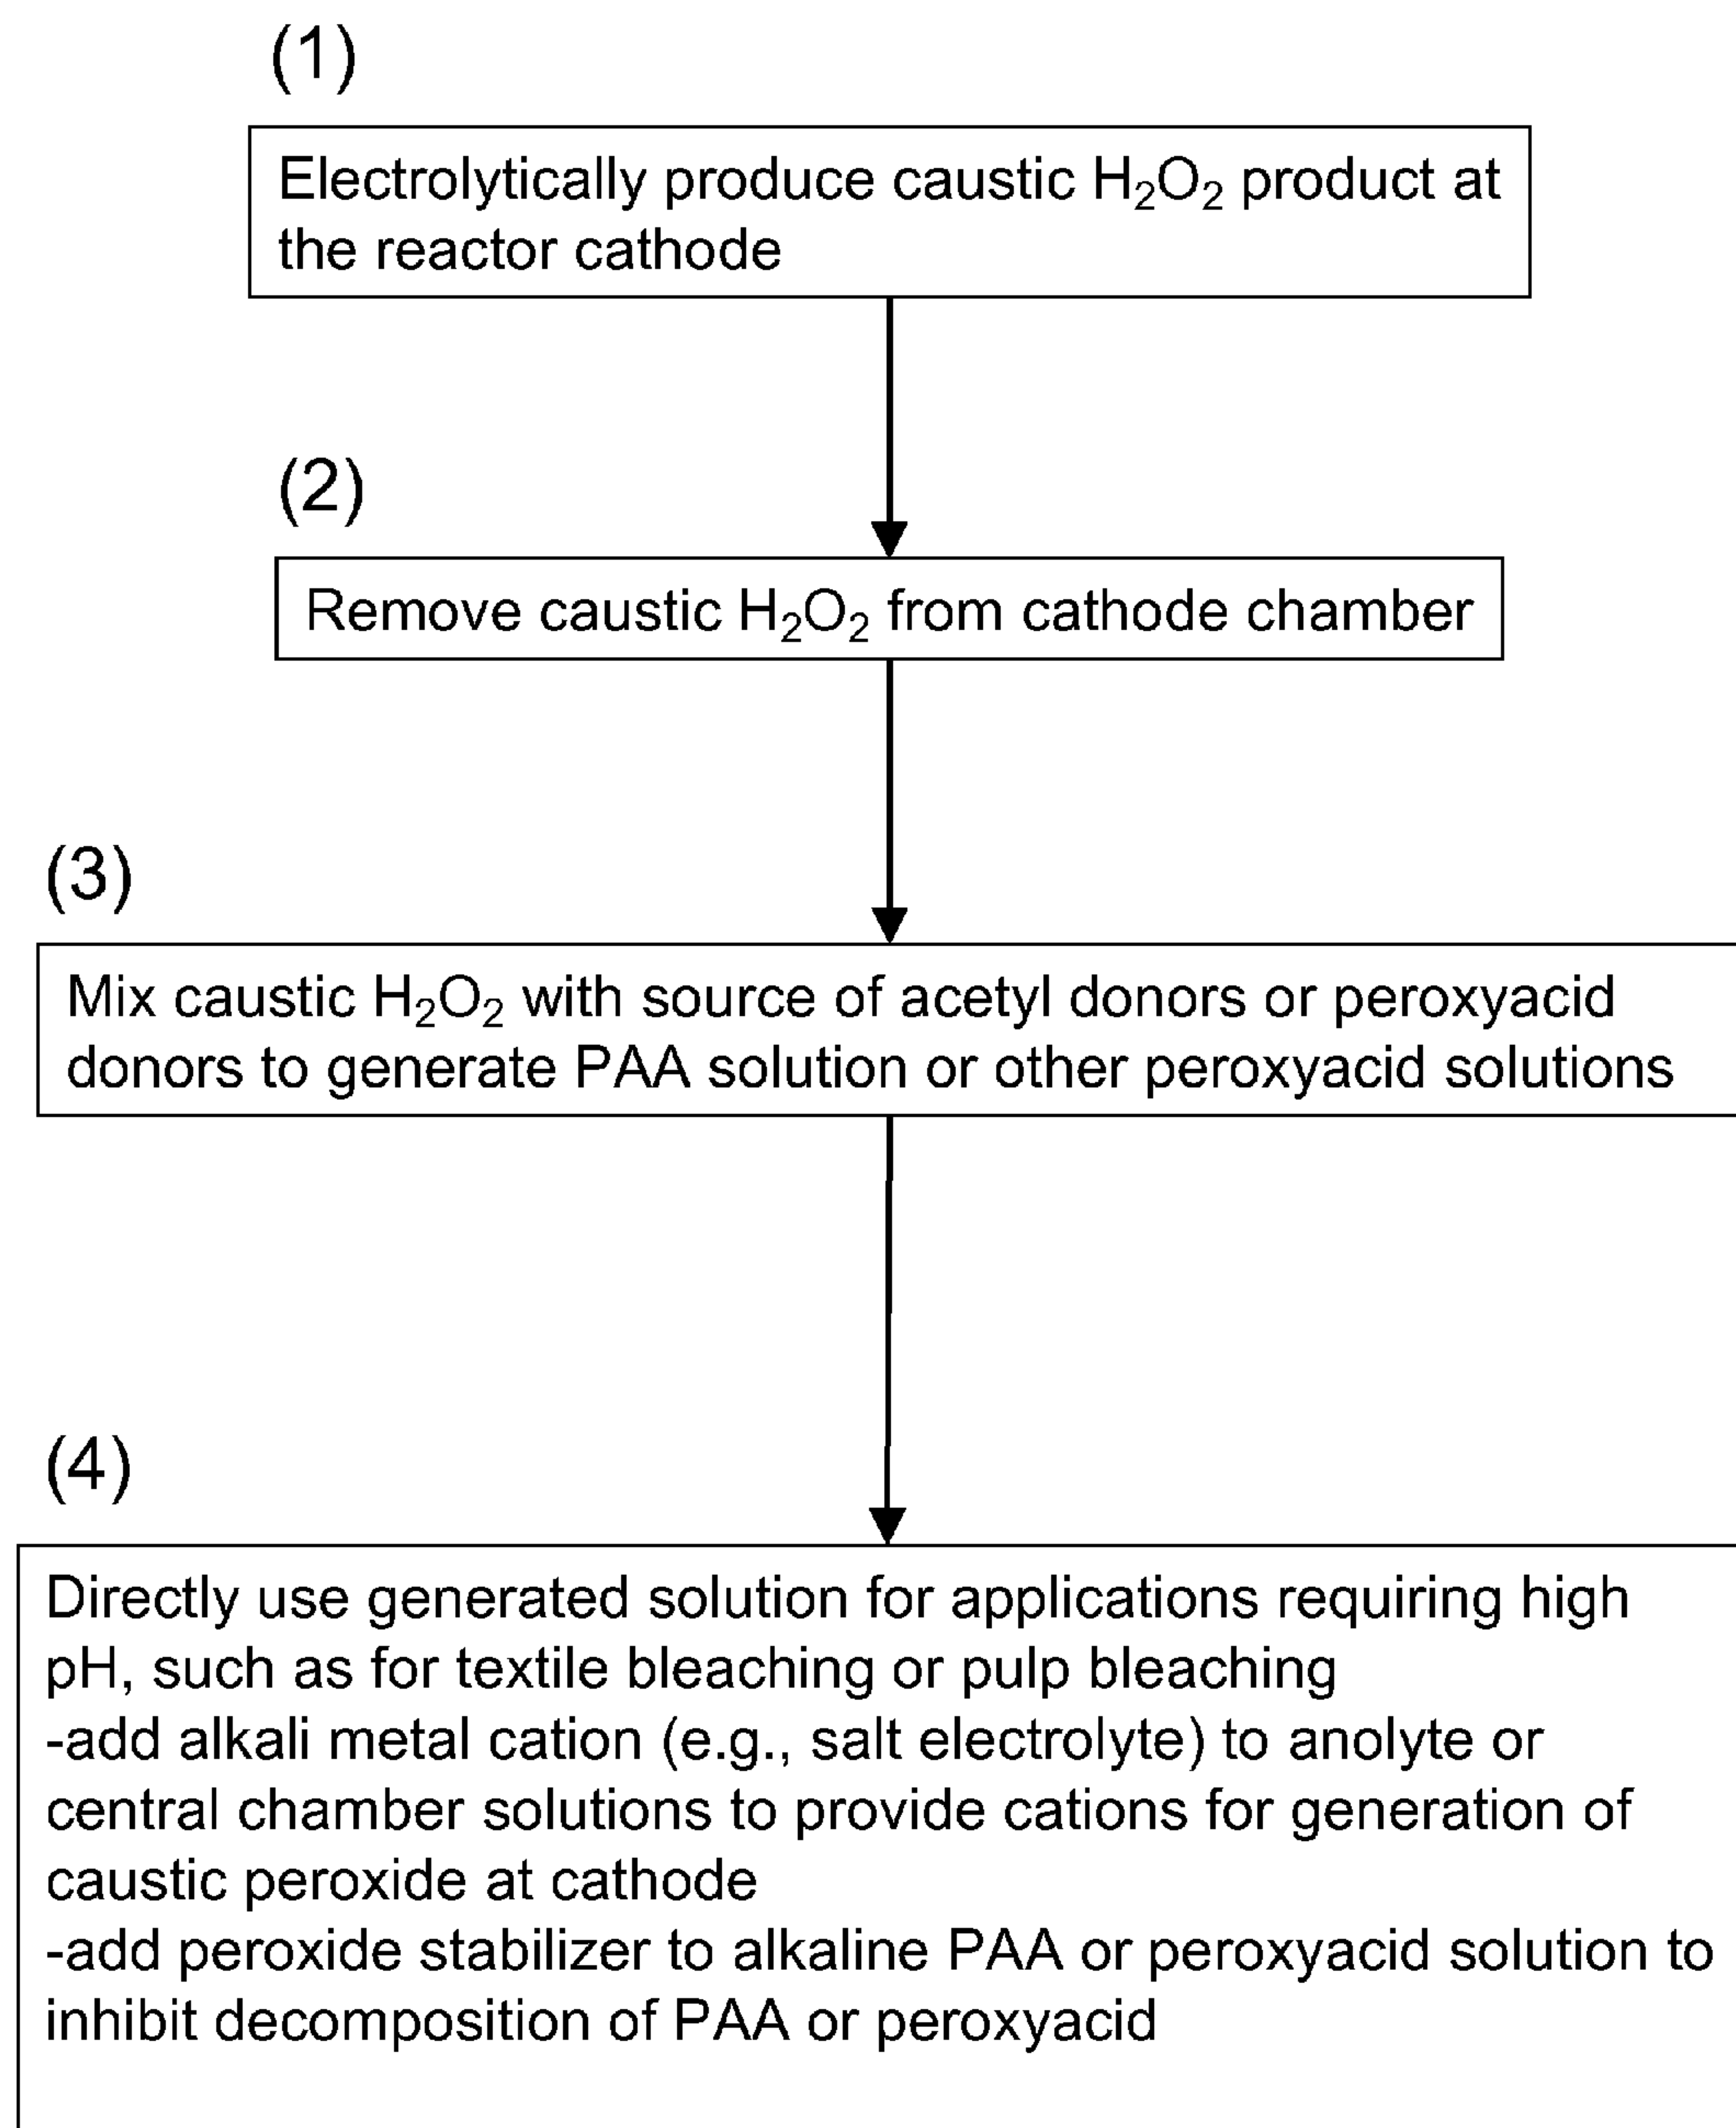 (1)
Electrolytically produce caustic H₂O₂ product at
the reactor cathode
(2)
Remove caustic H₂O₂ from cathode chamber
(3)
Mix caustic H₂O₂ with source of acetyl donors or peroxyacid
donors to generate PAA solution or other peroxyacid solutions
(4)
Directly use generated solution for applications requiring high
pH, such as for textile bleaching or pulp bleaching
-add alkali metal cation (e.g., salt electrolyte) to anolyte or
central chamber solutions to provide cations for generation of
caustic peroxide at cathode
-add peroxide stabilizer to alkaline PAA or peroxyacid solution to
inhibit decomposition of PAA or peroxyacid